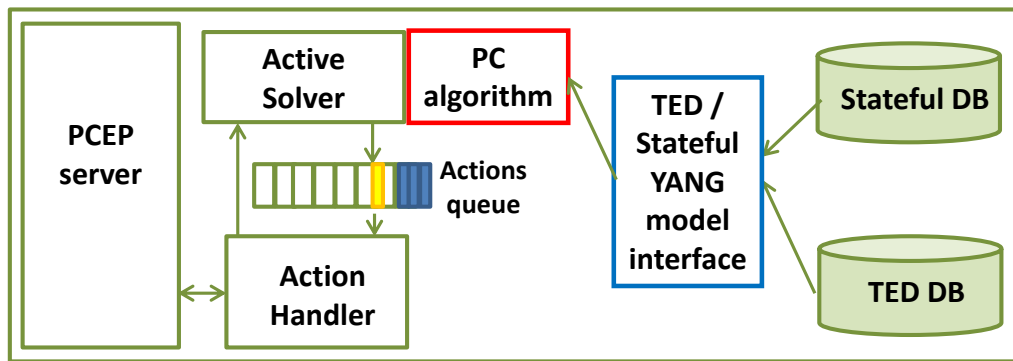 PCEP
server
Active
Solver
PC
algorithm
Actions
queue
Action
Handler
TED /
Stateful
YANG
model
interface
Stateful DB
TED DB